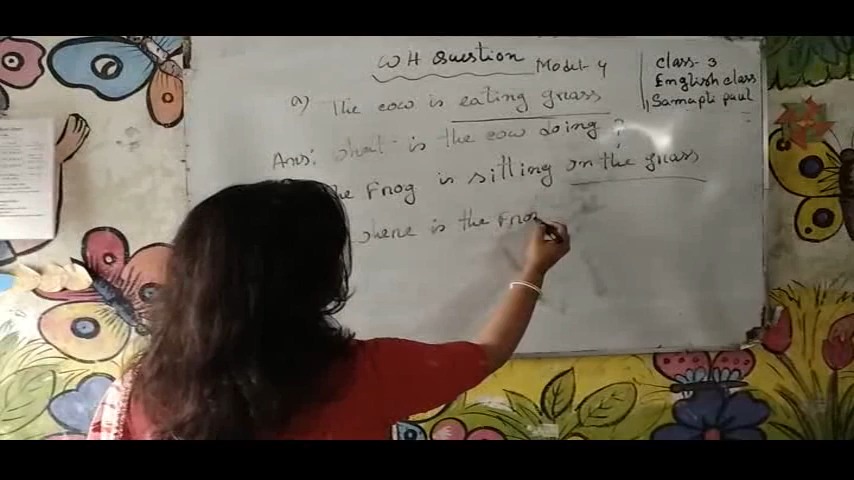 WH Question Model-4
class-3
English class
Samapti paul
a) The cow is eating grass
Ans: What is the cow doing?
The Frog is sitting on the grass
Where is the Frog